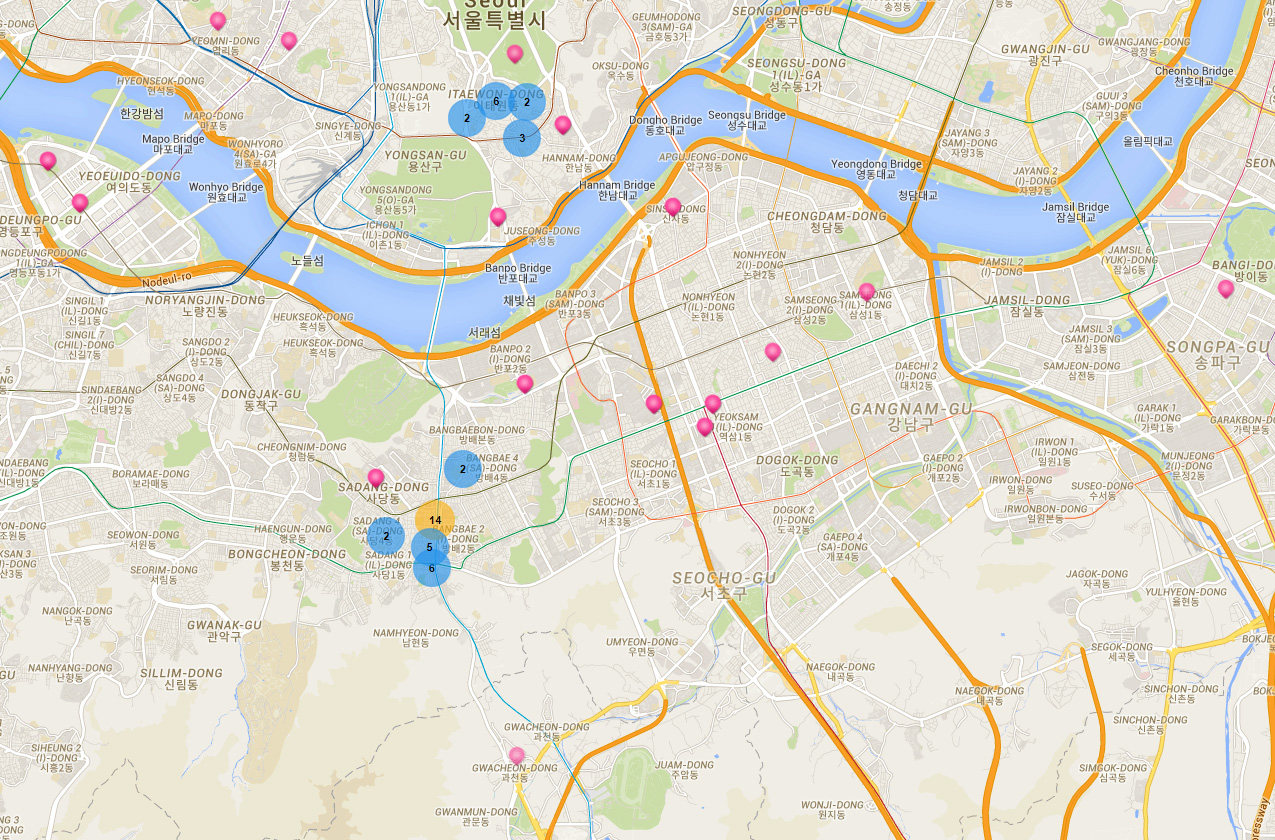 Seoul
서울특별시
GEUMHODONG
3(SAM)-GA
금호동3가
SEONGDONG-GU
성동구
송정동
YEOMNI-DONG
염리동
OKSU-DONG
옥수동
SEONGSU-DONG
1(IL)-GA
성수동1가
GWANGJIN-GU
광진구
GWANGJANG-DONG
광장동
Cheonho Bridge
천호대교
HYEONSEOK-DONG
현석동
YONGSANDONG
1(IL)-GA
용산동1가
ITAEWON-DONG
6
2
2
3
한강밤섬
MAPO-DONG
마포동
SINGYE-DONG
신계동
Dongho Bridge
동호대교
Seongsu Bridge
성수대교
GUUI 3
(SAM)-DONG
구의3동
Mapo Bridge
마포대교
WONHYORO
4(SA)-GA
원효로4가
JAYANG 3
(SAM)-DONG
자양3동
올림픽대교
YONGSAN-GU
용산구
HANNAM-DONG
한남동
APGUJEONG-DONG
압구정동
Yeongdong Bridge
영동대교
YEOEUIDO-DONG
여의도동
Wonhyo Bridge
원효대교
YONGSANDONG
5(O)-GA
용산동5가
Hannam Bridge
한남대교
JAYANG 2
(I)-DONG
자양2동
청담대교
Jamsil Bridge
잠실대교
DEUNGPO-GU
영등포구
신사동
CHEONGDAM-DONG
청담동
ICHON 1
(IL)-DONG
이촌1동
JUSEONG-DONG
주성동
노들섬
NONHYEON
2(I)-DONG
논현2동
JAMSIL 2
(I)-DONG
JAMSIL 6
(YUK)-DONG
잠실6동
BANGI-DO
방이동
Nodeul-ro
Banpo Bridge
반포대교
채빛섬
BANPO 3
(SAM)-DONG
반포3동
NONHYEON
(IL)-DONG
논현1동
SAMSEONG
2(I)-DONG
삼성2동
삼성1동
JAMSIL-DONG
잠실동
SINGIL 1
(IL)-DONG
신길1동
NORYANGJIN-DONG
노량진동
HEUKSEOK-DONG
흑석동
서래섬
SINGIL 7
(CHIL)-DONG
신길7동
SANGDO 2
(I)-DONG
상도2동
HEUKSEOK-DONG
흑석동
BANPO 2
(I)-DONG
반포2동
JAMSIL 3
(SAM)-DONG
잠실3동
SONGPA-GU
송파구
SANGDO 4
(SA)-DONG
상도4동
DAECHI 2
(I)-DONG
대치2동
SAMJEON-DONG
삼전동
SINDAEBANG
2(I)-DONG
신대방2동
DONGJAK-GU
동작구
GANGNAM-GU
강남구
GARAK 1
(IL)-DONG
가락1동
GARAKBON-DO
가락본동
BANGBAEBON-DONG
방배본동
YEOKSAM
(IL)-DONG
역삼1동
CHEONGNIM-DONG
청림동
IRWON 1
(IL)-DONG
일원1동
BORAMAE-DONG
보라매동
2
BANGBAE 4
(SA)-DONG
방배4동
SEOCHO 1
(IL)-DONG
서초1동
DOGOK-DONG
도곡동
GAEPO 2
(I)-DONG
개포2동
MUNJEONG
2(I)-DONG
문정2동
SADANG-DONG
사당동
IRWON-DONG
일원동
SUSEO-DONG
수서동
SEOCHO 3
(SAM)-DONG
서초3동
DOGOK 2
(I)-DONG
도곡2동
IRWONBON-DONG
일원본동
14
SADANG 4
2
5
BANGBAE 2
(I)-DONG
방배2동
SEOWON-DONG
서원동
HAENGUN-DONG
행운동
GAEPO 4
(SA)-DONG
개포4동
BONGCHEON-DONG
봉천동
SADANG 1
(IL)-DONG
사당1동
6
SEORIM-DONG
서림동
SEOCHO-GU
서초구
JAGOK-DONG
자곡동
YULHYEON-DONG
율현동
NANGOK-DONG
난곡동
GWANAK-GU
관악구
NAMHYEON-DONG
남현동
UMYEON-DONG
우면동
SEGOK-DONG
세곡동
NANHYANG-DONG
난향동
SILLIM-DONG
신림동
NAEGOK-DONG
내곡동
NAEGOK-DONG
내곡동
SINCHON-DONG
신촌동
GWACHEON-DONG
과천동
SINCHON-DONG
신촌동
SIHEUNG 2
(I)-DONG
시흥2동
GWACHEON-DONG
과천동
JUAM-DONG
주암동
SIMGOK-DONG
심곡동
GWANMUN-DONG
관문동
WONJI-DONG
원지동
ressway